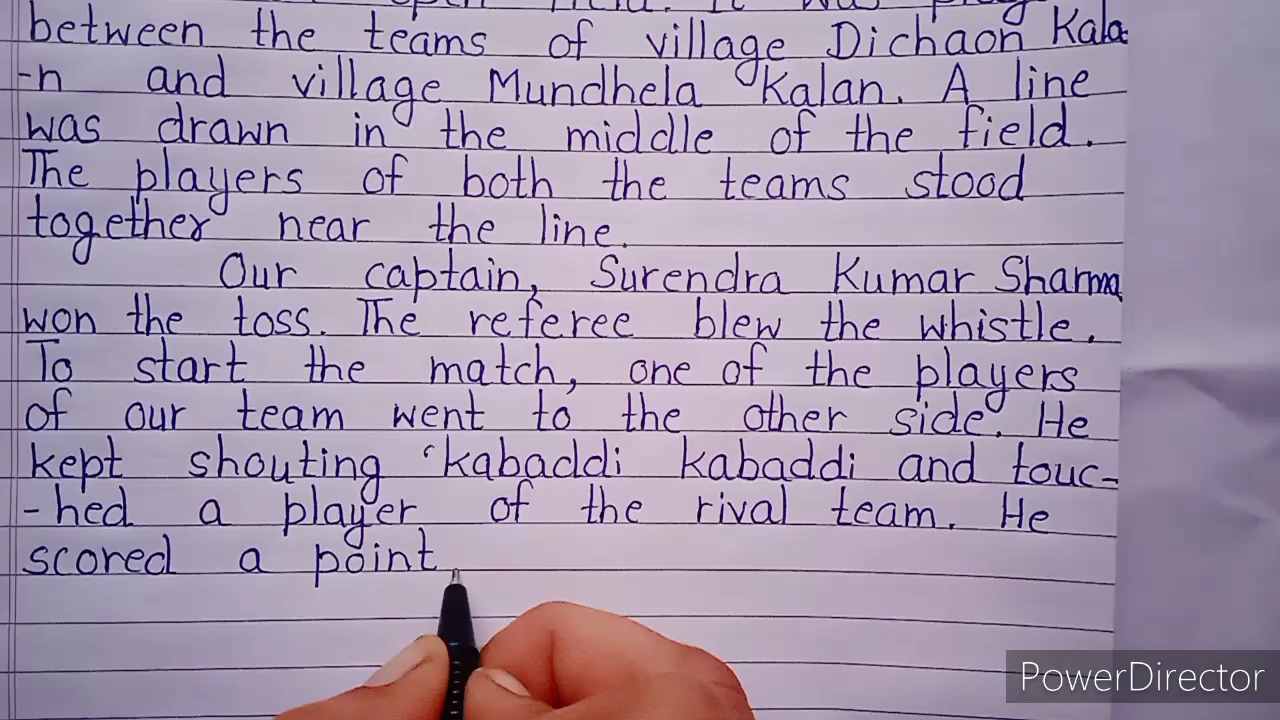 field. It was
between the teams of village Dichaon Kala
-n and village Mundhela Kalan. A line
was drawn in the middle of the field.
The players of both the teams stood
together near the line.
Our captain, Surendra Kumar Sharma
won the toss. The referee blew the whistle.
To start the match, one of the players
of our team went to the other side. He
kept shouting 'kabaddi kabaddi and touc-
-hed a player of the rival team. He
scored a point
PowerDirector